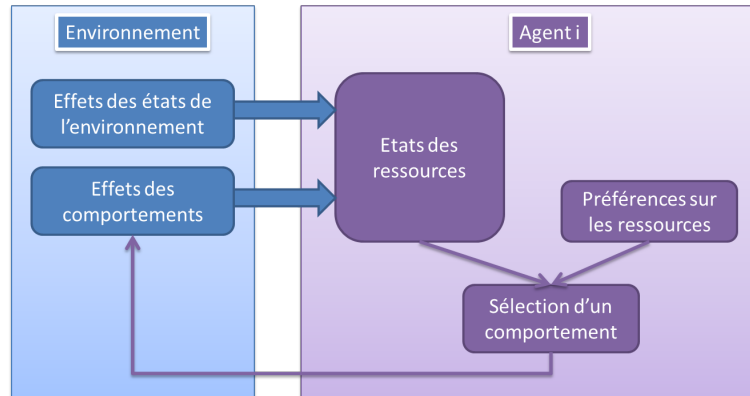 Environnement
Agent i
Effets des états de
l'environnement
Effets des
comportements
Etats des
ressources
Préférences sur
les ressources
Sélection d'un
comportement